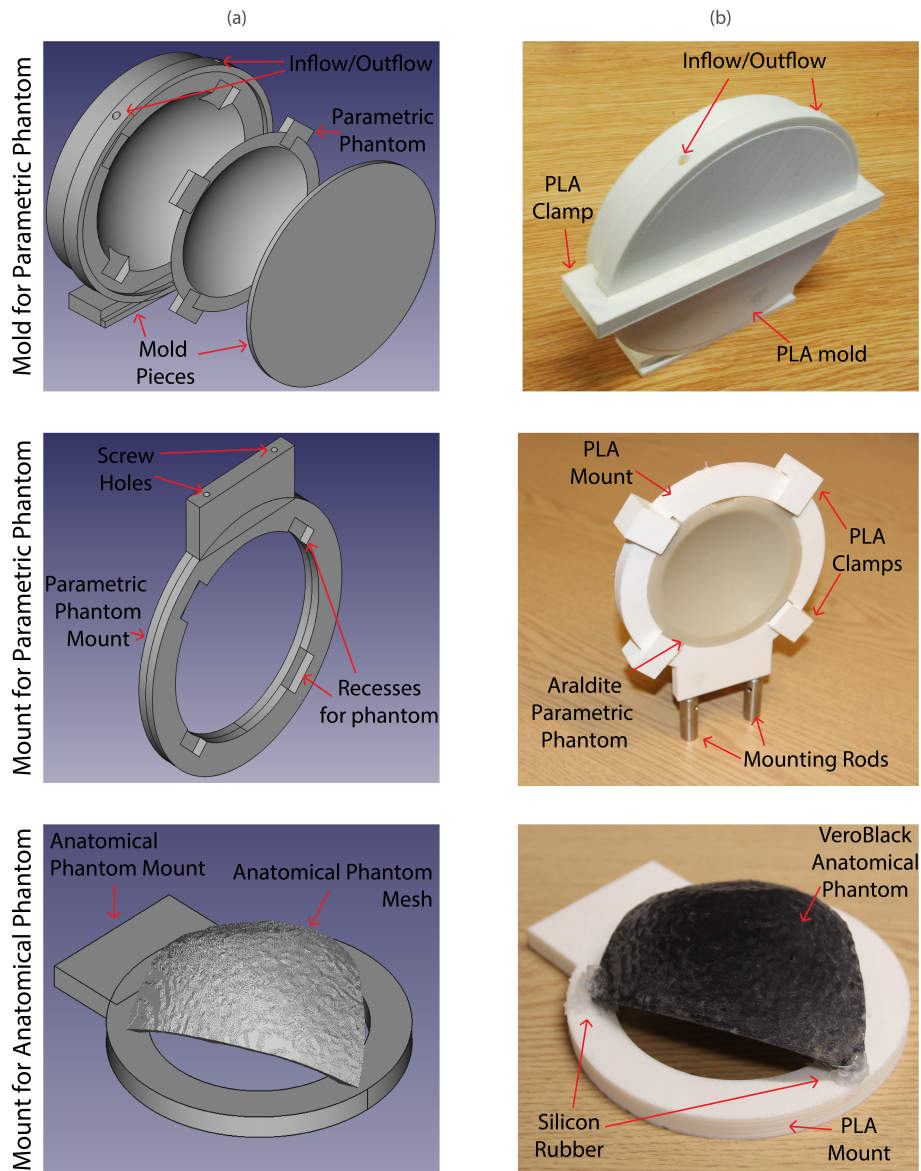 (a)
(b)
Mold for Parametric Phantom
Inflow/Outflow
Parametric
Phantom
Mold
Pieces
Inflow/Outflow
PLA
Clamp
PLA mold
Mount for Parametric Phantom
Screw
Holes
Parametric
Phantom
Mount
Recesses
for phantom
PLA
Mount
PLA
Clamps
Araldite
Parametric
Phantom
Mounting Rods
Mount for Anatomical Phantom
Anatomical
Phantom Mount
Anatomical Phantom
Mesh
VeroBlack
Anatomical
Phantom
Silicon
Rubber
PLA
Mount